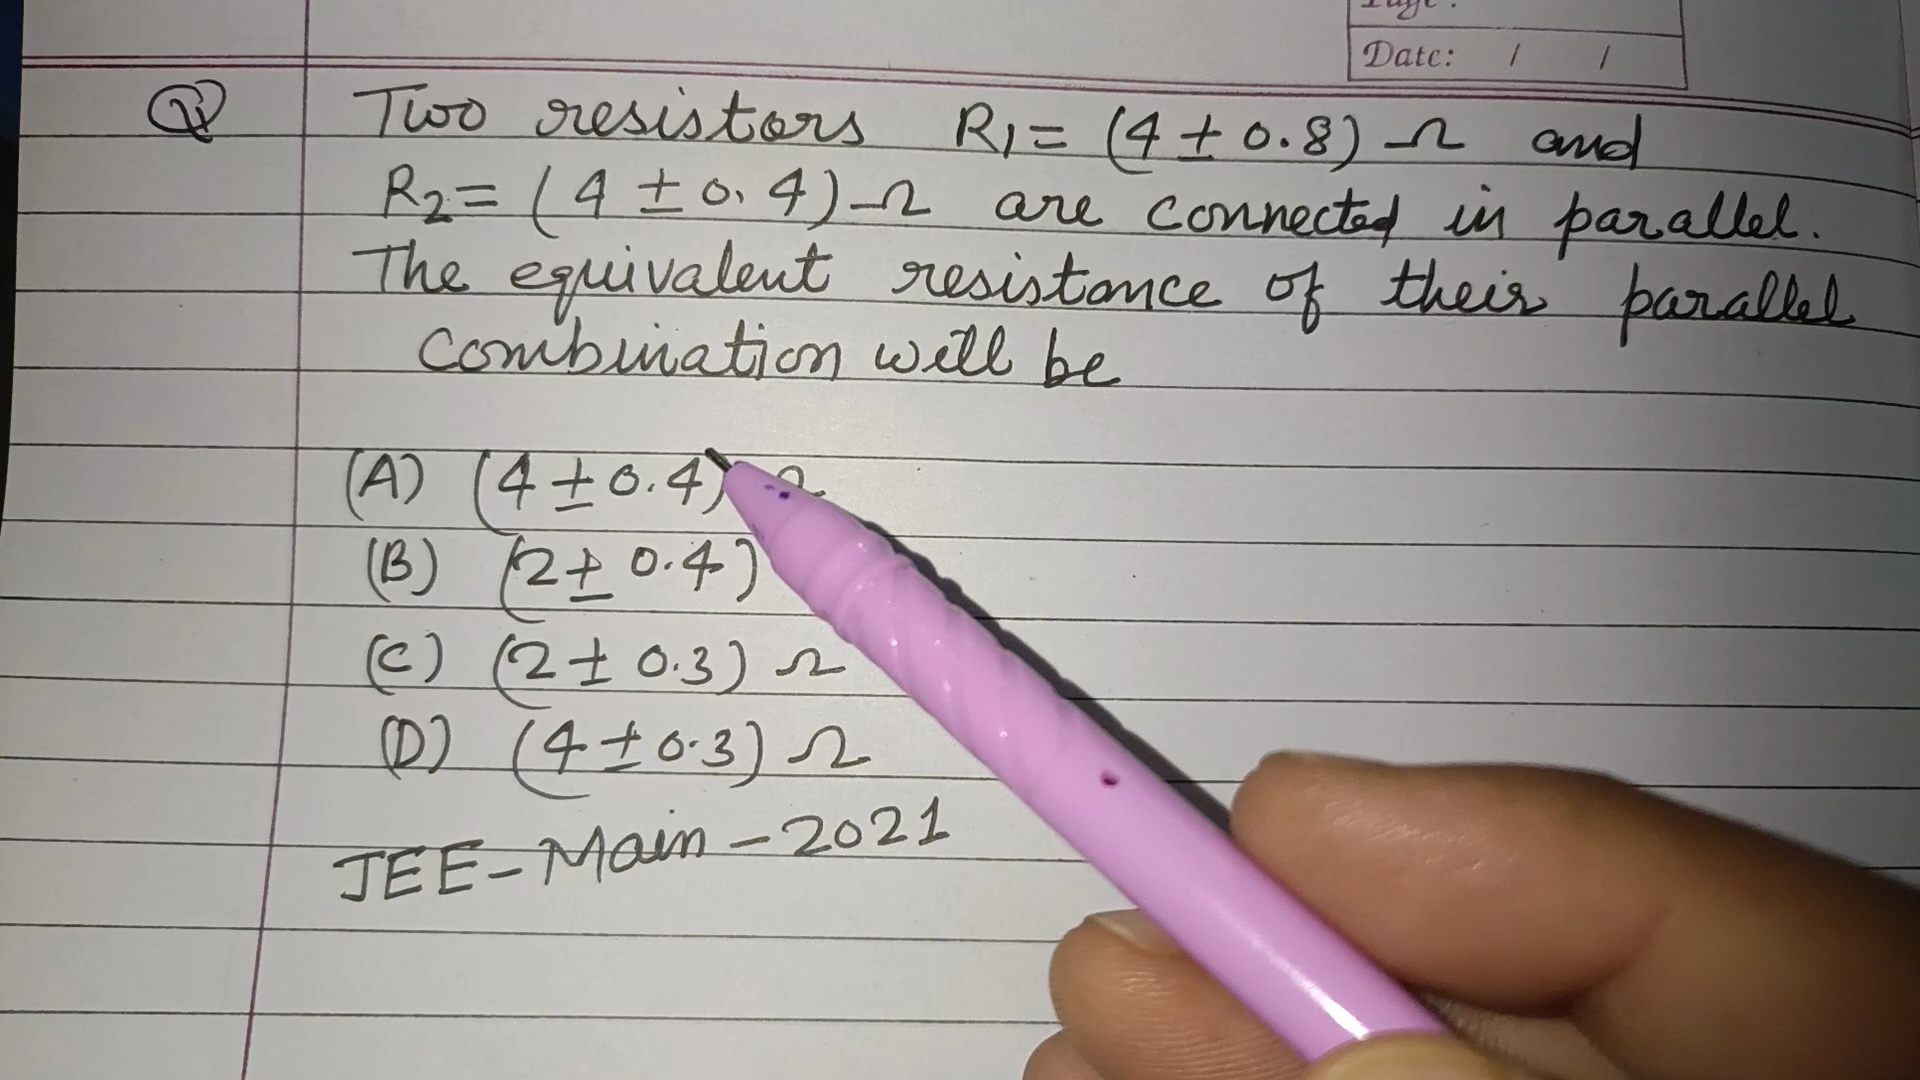 Date: / /
Q Two resistors R1 = (4 ± 0.8) Ω and
R2 = (4 ± 0.4) Ω are connected in parallel.
The equivalent resistance of their parallel
combination will be
(A) (4 ± 0.4) Ω
(B) (2 ± 0.4)
(C) (2 ± 0.3) Ω
(D) (4 ± 0.3) Ω
JEE-Main-2021